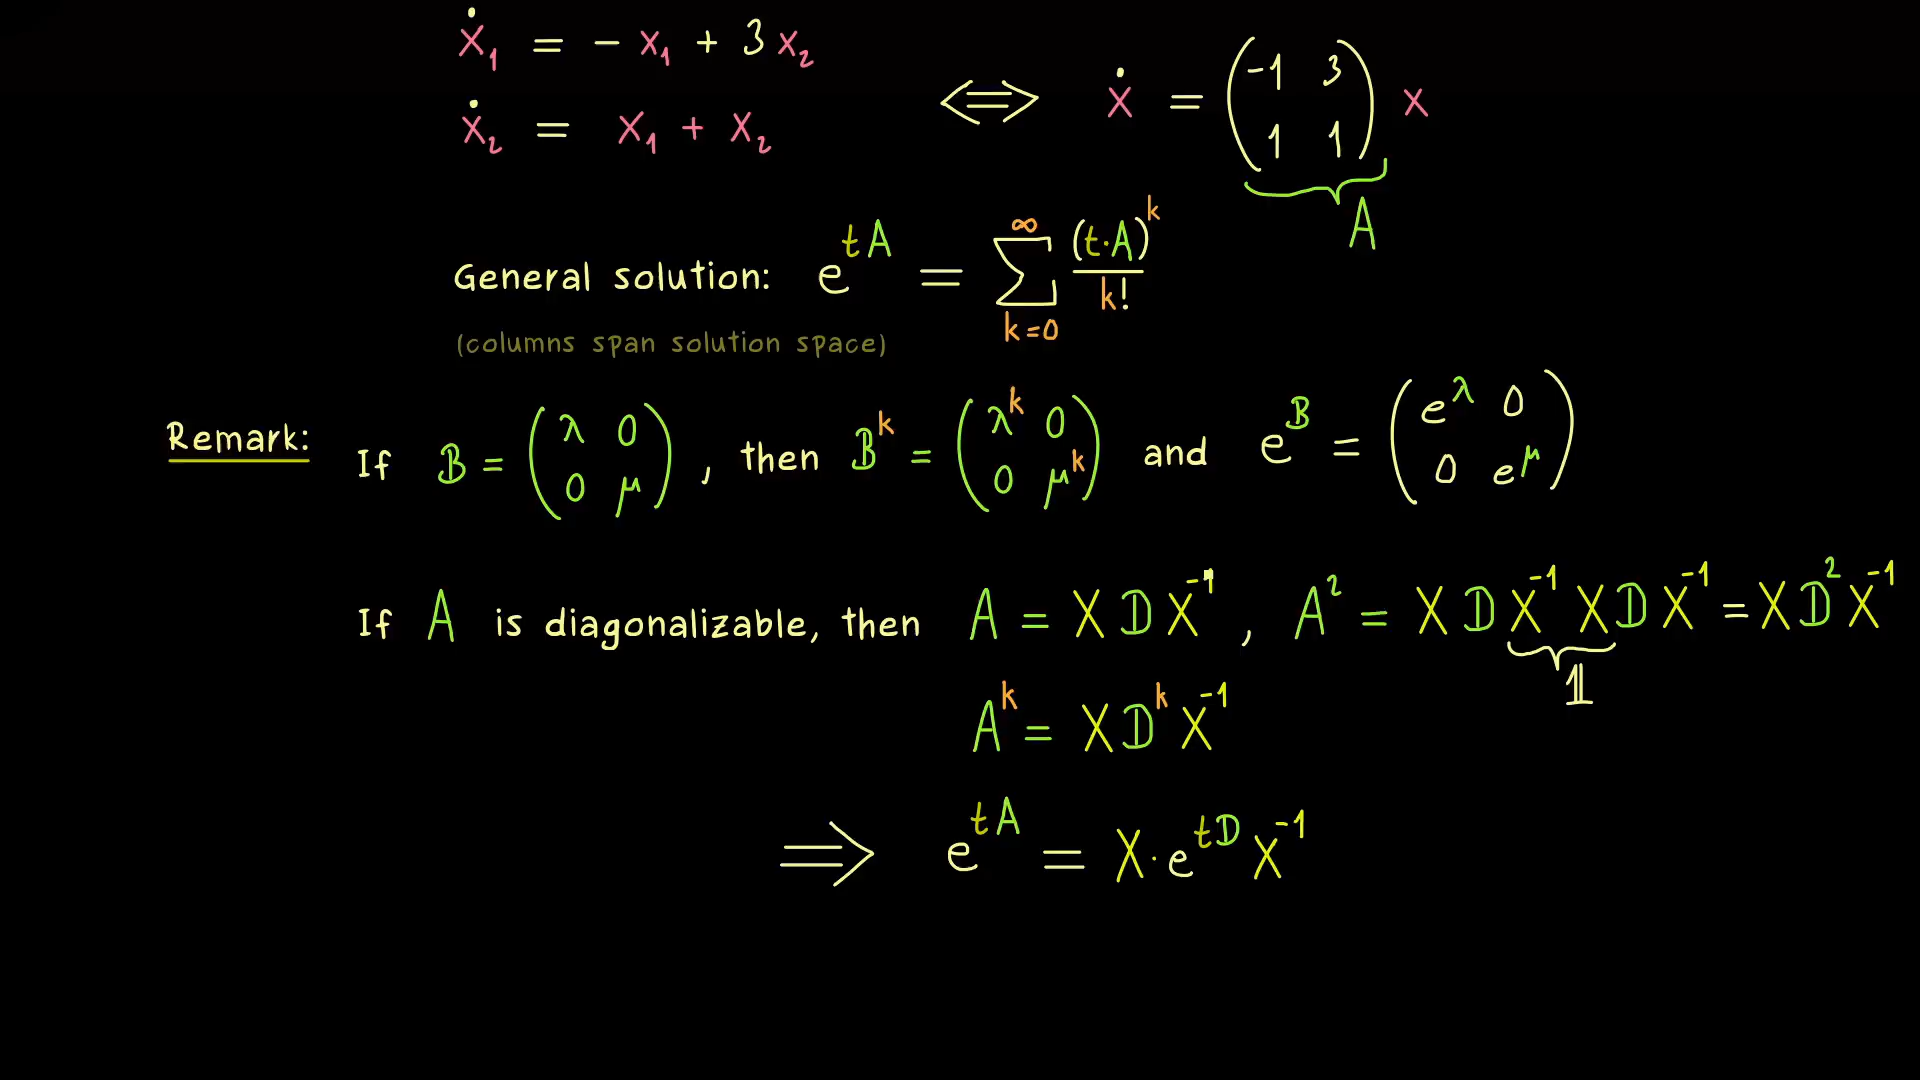 ẋ₁ = - x₁ + 3 x₂
ẋ₂ = x₁ + x₂ ⟺ ẋ = ( -1 3 ; 1 1 ) x
A
General solution: e^{tA} = ∑_{k=0}^{∞} (t·A)^k / k!
(columns span solution space)
Remark: If B = ( λ 0 ; 0 μ ) , then B^k = ( λ^k 0 ; 0 μ^k ) and e^B = ( e^λ 0 ; 0 e^μ )
If A is diagonalizable, then A = X D X⁻¹ , A² = X D X⁻¹ X D X⁻¹ = X D² X⁻¹
𝟙
A^k = X D^k X⁻¹
⟹ e^{tA} = X · e^{tD} X⁻¹